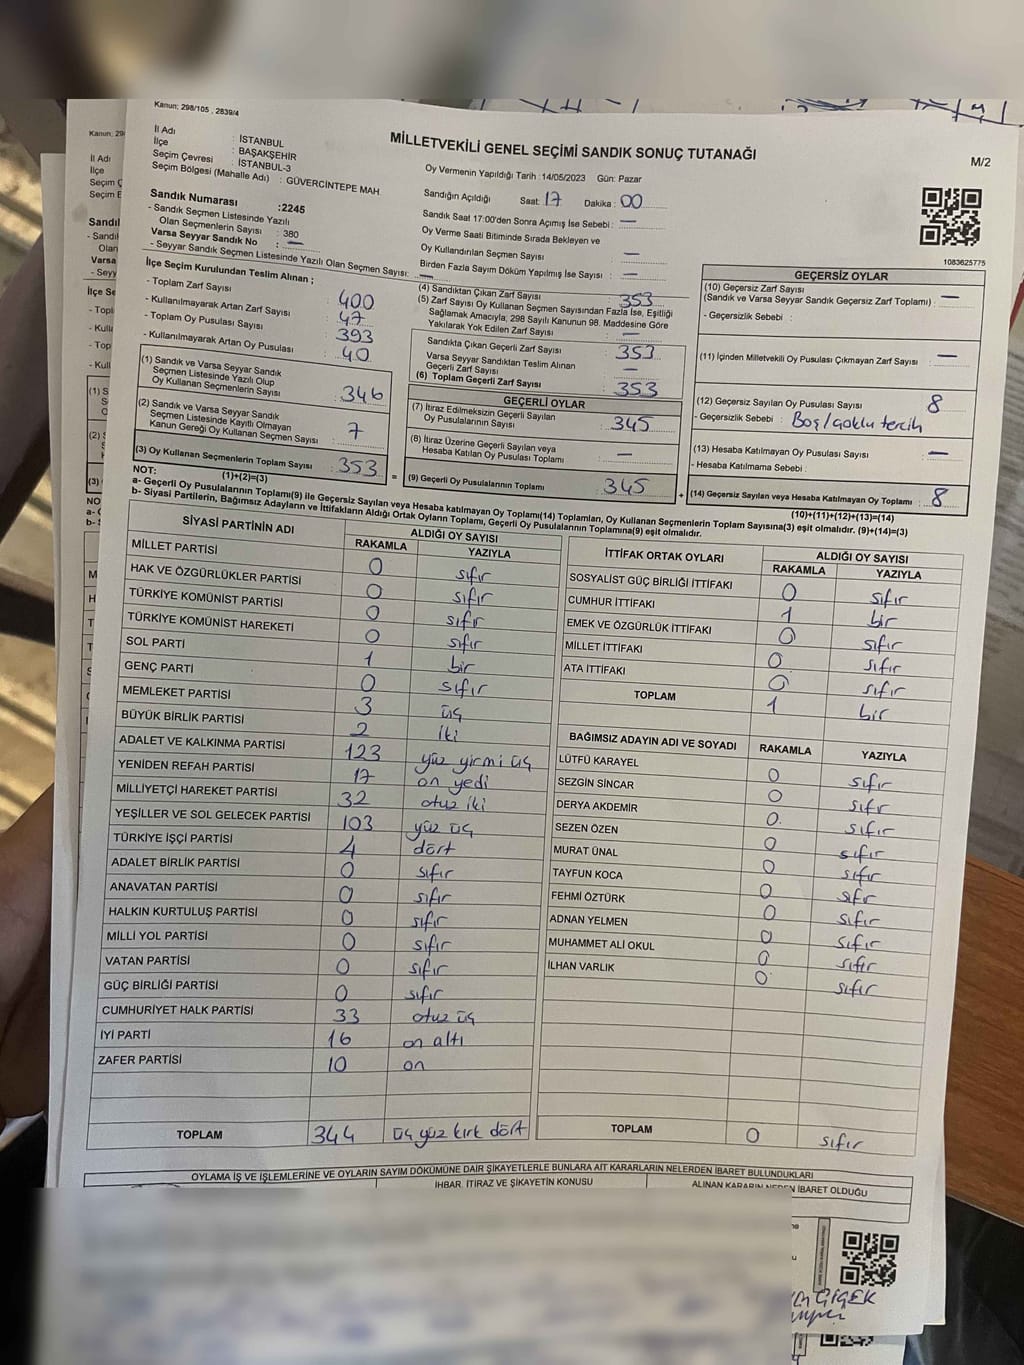 Kanun: 298/105 , 2839/4
MİLLETVEKİLİ GENEL SEÇİMİ SANDIK SONUÇ TUTANAĞI
M/2
İl Adı : İSTANBUL
İlçe : BAŞAKŞEHİR
Seçim Çevresi : İSTANBUL-3
Seçim Bölgesi (Mahalle Adı) : GÜVERCİNTEPE MAH.
Sandık Numarası :2245
- Sandık Seçmen Listesinde Yazılı
Olan Seçmenlerin Sayısı : 380
Varsa Seyyar Sandık No : —
- Seyyar Sandık Seçmen Listesinde Yazılı Olan Seçmen Sayısı: —
Oy Vermenin Yapıldığı Tarih :14/05/2023 Gün: Pazar
Sandığın Açıldığı Saat: 17 Dakika : 00
Sandık Saat 17:00'den Sonra Açılmış İse Sebebi : —
Oy Verme Saati Bitiminde Sırada Bekleyen ve
Oy Kullandırılan Seçmen Sayısı : —
Birden Fazla Sayım Döküm Yapılmış İse Sayısı : —
1083625775
İlçe Seçim Kurulundan Teslim Alınan ;
- Toplam Zarf Sayısı : 400
- Kullanılmayarak Artan Zarf Sayısı : 47
- Toplam Oy Pusulası Sayısı : 393
- Kullanılmayarak Artan Oy Pusulası : 40
(1) Sandık ve Varsa Seyyar Sandık
Seçmen Listesinde Yazılı Olup
Oy Kullanan Seçmenlerin Sayısı : 346
(2) Sandık ve Varsa Seyyar Sandık
Seçmen Listesinde Kayıtlı Olmayan
Kanun Gereği Oy Kullanan Seçmen Sayısı : 7
(3) Oy Kullanan Seçmenlerin Toplam Sayısı : 353
(1)+(2)=(3)
(4) Sandıktan Çıkan Zarf Sayısı : 353
(5) Zarf Sayısı Oy Kullanan Seçmen Sayısından Fazla İse, Eşitliği
Sağlamak Amacıyla; 298 Sayılı Kanunun 98. Maddesine Göre
Yakılarak Yok Edilen Zarf Sayısı : —
Sandıkta Çıkan Geçerli Zarf Sayısı : 353
Varsa Seyyar Sandıktan Teslim Alınan
Geçerli Zarf Sayısı : —
(6) Toplam Geçerli Zarf Sayısı : 353
GEÇERLİ OYLAR
(7) İtiraz Edilmeksizin Geçerli Sayılan
Oy Pusulalarının Sayısı : 345
(8) İtiraz Üzerine Geçerli Sayılan veya
Hesaba Katılan Oy Pusulası Toplamı : —
= (9) Geçerli Oy Pusulalarının Toplamı : 345 +
GEÇERSİZ OYLAR
(10) Geçersiz Zarf Sayısı
(Sandık ve Varsa Seyyar Sandık Geçersiz Zarf Toplamı) : —
- Geçersizlik Sebebi :
(11) İçinden Milletvekili Oy Pusulası Çıkmayan Zarf Sayısı : —
(12) Geçersiz Sayılan Oy Pusulası Sayısı : 8
- Geçersizlik Sebebi : Boş/çoklu tercih
(13) Hesaba Katılmayan Oy Pusulası Sayısı : —
- Hesaba Katılmama Sebebi :
(14) Geçersiz Sayılan veya Hesaba Katılmayan Oy Toplamı : 8
(10)+(11)+(12)+(13)=(14)
NOT:
a- Geçerli Oy Pusulalarının Toplamı(9) ile Geçersiz Sayılan veya Hesaba katılmayan Oy Toplamı(14) Toplamları, Oy Kullanan Seçmenlerin Toplam Sayısına(3) eşit olmalıdır. (9)+(14)=(3)
b- Siyasi Partilerin, Bağımsız Adayların ve İttifakların Aldığı Ortak Oyların Toplamı, Geçerli Oy Pusulalarının Toplamına(9) eşit olmalıdır.
SİYASİ PARTİNİN ADI ALDIĞI OY SAYISI
RAKAMLA YAZIYLA
MİLLET PARTİSİ 0 sıfır
HAK VE ÖZGÜRLÜKLER PARTİSİ 0 sıfır
TÜRKİYE KOMÜNİST PARTİSİ 0 sıfır
TÜRKİYE KOMÜNİST HAREKETİ 0 sıfır
SOL PARTİ 1 bir
GENÇ PARTİ 0 sıfır
MEMLEKET PARTİSİ 3 üç
BÜYÜK BİRLİK PARTİSİ 2 iki
ADALET VE KALKINMA PARTİSİ 123 yüz yirmi üç
YENİDEN REFAH PARTİSİ 17 on yedi
MİLLİYETÇİ HAREKET PARTİSİ 32 otuz iki
YEŞİLLER VE SOL GELECEK PARTİSİ 103 yüz üç
TÜRKİYE İŞÇİ PARTİSİ 4 dört
ADALET BİRLİK PARTİSİ 0 sıfır
ANAVATAN PARTİSİ 0 sıfır
HALKIN KURTULUŞ PARTİSİ 0 sıfır
MİLLİ YOL PARTİSİ 0 sıfır
VATAN PARTİSİ 0 sıfır
GÜÇ BİRLİĞİ PARTİSİ 0 sıfır
CUMHURİYET HALK PARTİSİ 33 otuz üç
İYİ PARTİ 16 on altı
ZAFER PARTİSİ 10 on
TOPLAM 344 üç yüz kırk dört
İTTİFAK ORTAK OYLARI ALDIĞI OY SAYISI
RAKAMLA YAZIYLA
SOSYALİST GÜÇ BİRLİĞİ İTTİFAKI 0 sıfır
CUMHUR İTTİFAKI 1 bir
EMEK VE ÖZGÜRLÜK İTTİFAKI 0 sıfır
MİLLET İTTİFAKI 0 sıfır
ATA İTTİFAKI 0 sıfır
TOPLAM 1 bir
BAĞIMSIZ ADAYIN ADI VE SOYADI RAKAMLA YAZIYLA
LÜTFÜ KARAYEL 0 sıfır
SEZGİN SİNCAR 0 sıfır
DERYA AKDEMİR 0 sıfır
SEZEN ÖZEN 0 sıfır
MURAT ÜNAL 0 sıfır
TAYFUN KOCA 0 sıfır
FEHMİ ÖZTÜRK 0 sıfır
ADNAN YELMEN 0 sıfır
MUHAMMET ALİ OKUL 0 sıfır
İLHAN VARLIK 0 sıfır
TOPLAM 0 sıfır
OYLAMA İŞ VE İŞLEMLERİNE VE OYLARIN SAYIM DÖKÜMÜNE DAİR ŞİKAYETLERLE BUNLARA AİT KARARLARIN NELERDEN İBARET BULUNDUKLARI
İHBAR, İTİRAZ VE ŞİKAYETİN KONUSU
ALINAN KARARIN NEDEN İBARET OLDUĞU
ÇİÇEK